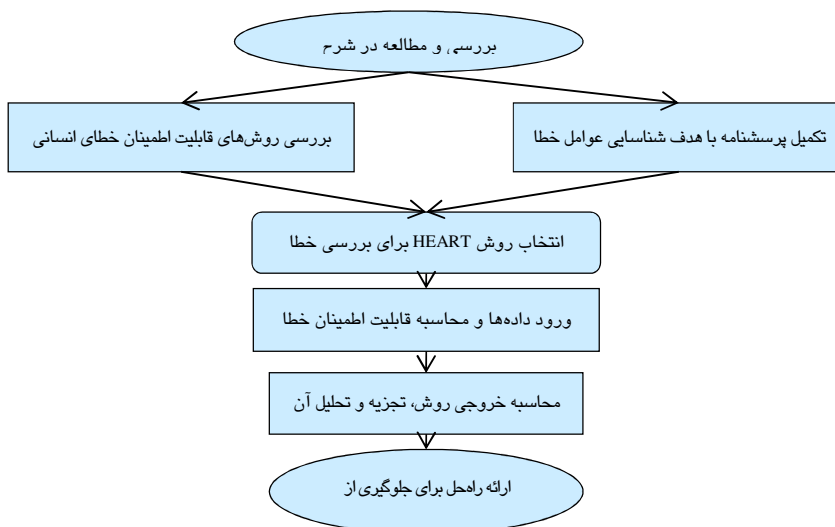 بررسی و مطالعه در شرح
تکمیل پرسشنامه با هدف شناسایی عوامل خطا
بررسی روش‌های قابلیت اطمینان خطای انسانی
انتخاب روش HEART برای بررسی خطا
ورود داده‌ها و محاسبه قابلیت اطمینان خطا
محاسبه خروجی روش، تجزیه و تحلیل آن
ارائه راه‌حل برای جلوگیری از